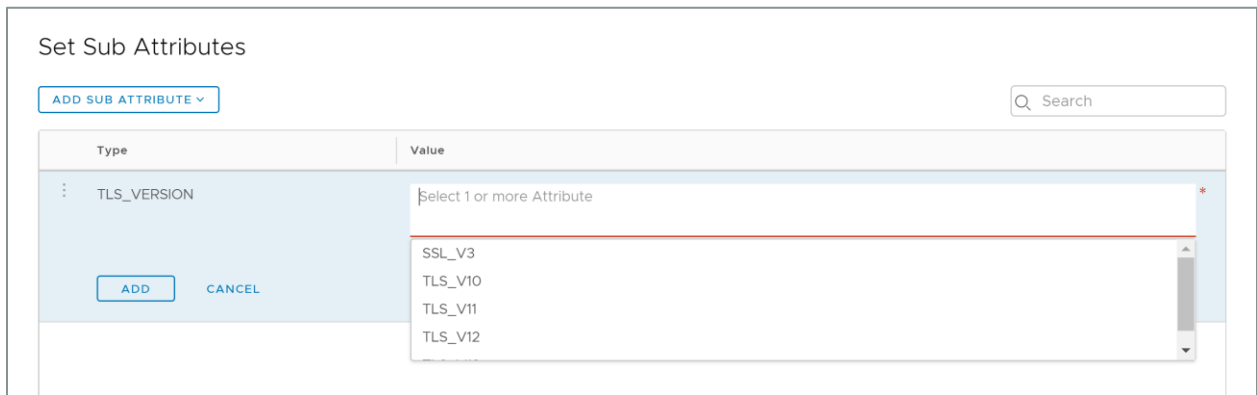 Set Sub Attributes
ADD SUB ATTRIBUTE
Search
Type Value
TLS_VERSION Select 1 or more Attribute *
SSL_V3
TLS_V10
ADD CANCEL
TLS_V11
TLS_V12